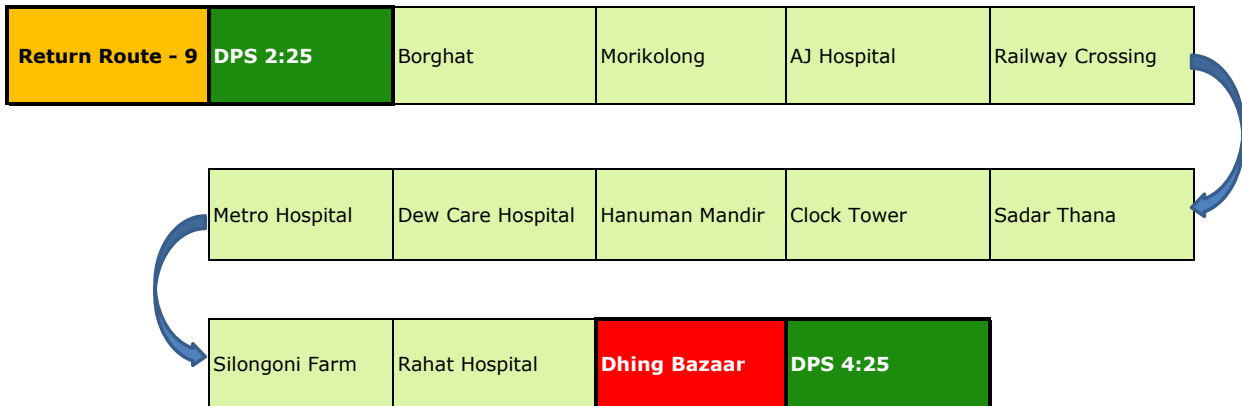 Return Route - 9 DPS 2:25 Borghat Morikolong AJ Hospital Railway Crossing
Metro Hospital Dew Care Hospital Hanuman Mandir Clock Tower Sadar Thana
Silongoni Farm Rahat Hospital Dhing Bazaar DPS 4:25